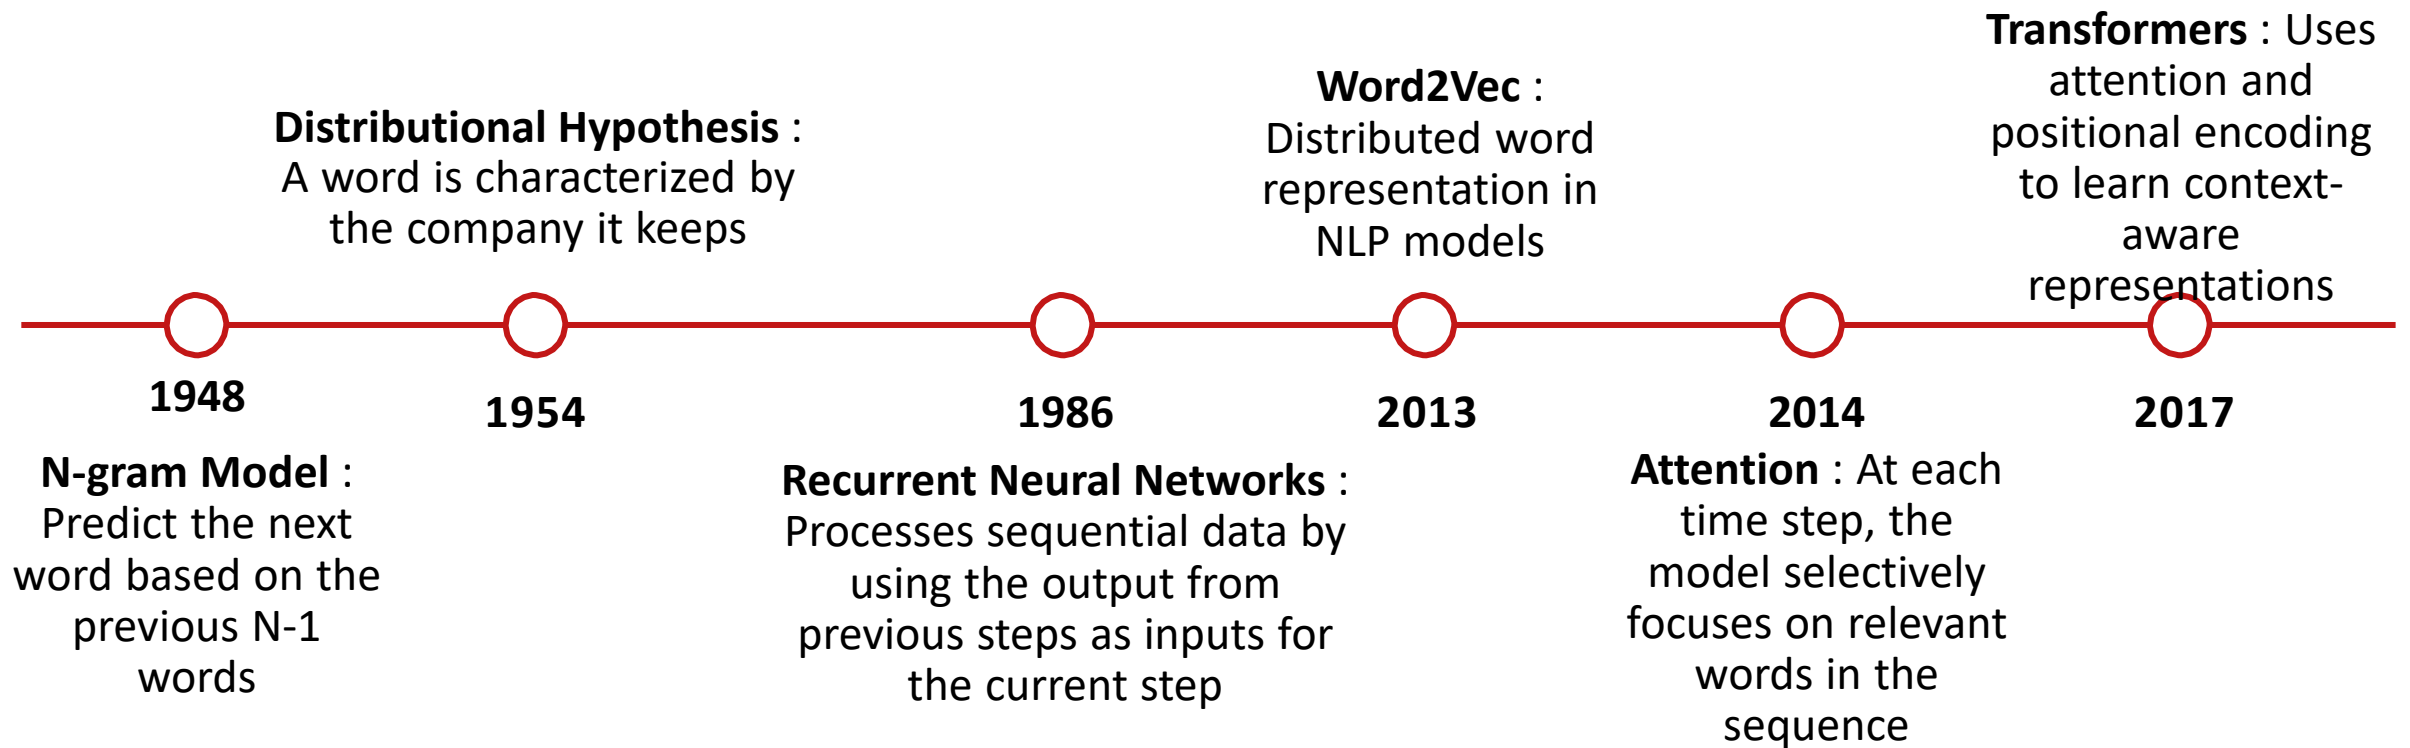 1948
N-gram Model :
Predict the next
word based on the
previous N-1
words
Distributional Hypothesis :
A word is characterized by
the company it keeps
1954
1986
Recurrent Neural Networks :
Processes sequential data by
using the output from
previous steps as inputs for
the current step
Word2Vec :
Distributed word
representation in
NLP models
2013
2014
Attention : At each
time step, the
model selectively
focuses on relevant
words in the
sequence
Transformers : Uses
attention and
positional encoding
to learn context-
aware
representations
2017